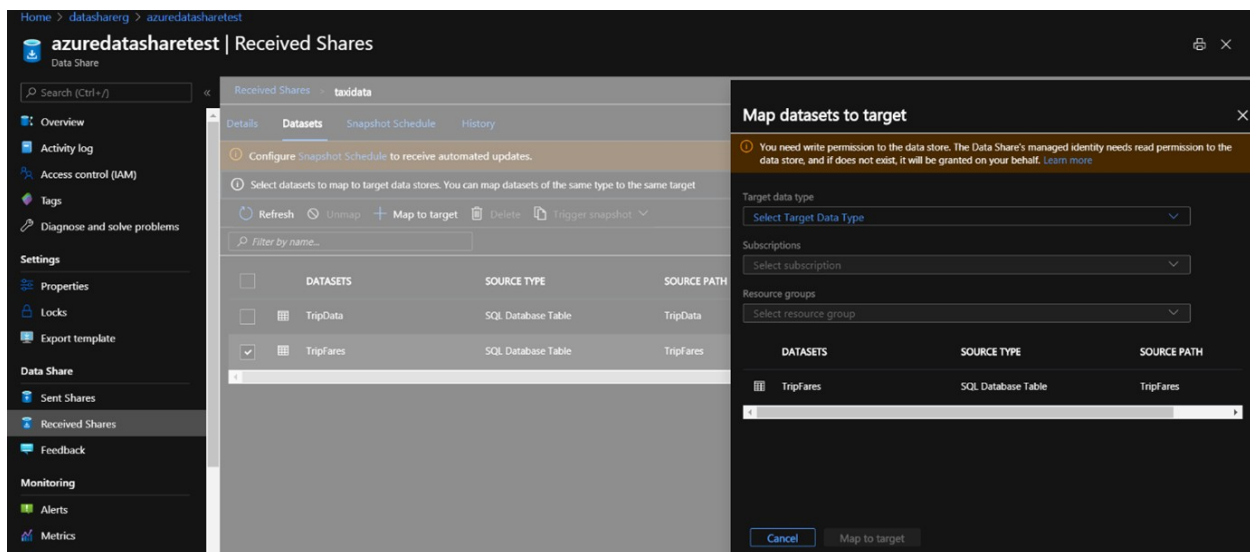 Home > datasharerg > azuredatasharetest
azuredatasharetest | Received Shares
Data Share
Search (Ctrl+/)
«
Overview
Activity log
Access control (IAM)
Tags
Diagnose and solve problems
Settings
Properties
Locks
Export template
Data Share
Sent Shares
Received Shares
Feedback
Monitoring
Alerts
Metrics
Received Shares > taxidata
Details Datasets Snapshot Schedule History
Configure Snapshot Schedule to receive automated updates.
Select datasets to map to target data stores. You can map datasets of the same type to the same target
Refresh Unmap Map to target Delete Trigger snapshot
Filter by name...
DATASETS SOURCE TYPE SOURCE PATH
TripData SQL Database Table TripData
TripFares SQL Database Table TripFares
Map datasets to target
You need write permission to the data store. The Data Share's managed identity needs read permission to the
data store, and if does not exist, it will be granted on your behalf. Learn more
Target data type
Select Target Data Type
Subscriptions
Select subscription
Resource groups
Select resource group
DATASETS SOURCE TYPE SOURCE PATH
TripFares SQL Database Table TripFares
Cancel Map to target